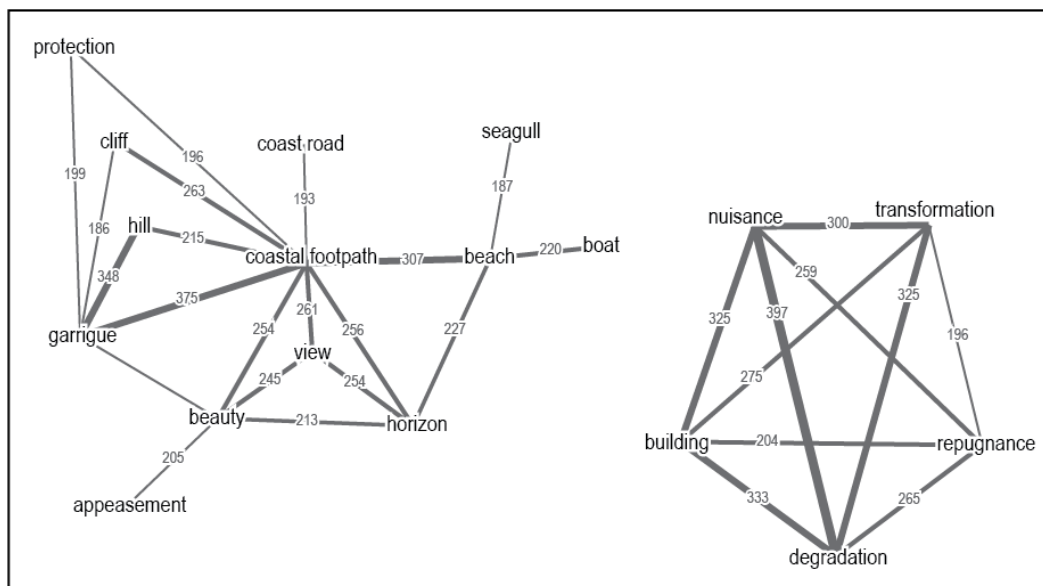 protection
cliff
coast road
seagull
196
199
263
193
187
nuisance
300
transformation
186
hill
215
coastal footpath
307
beach
220
boat
348
375
259
garrigue
254
261
256
227
325
397
325
196
view
245
254
275
beauty
213
horizon
building
204
repugnance
205
appeasement
333
265
degradation